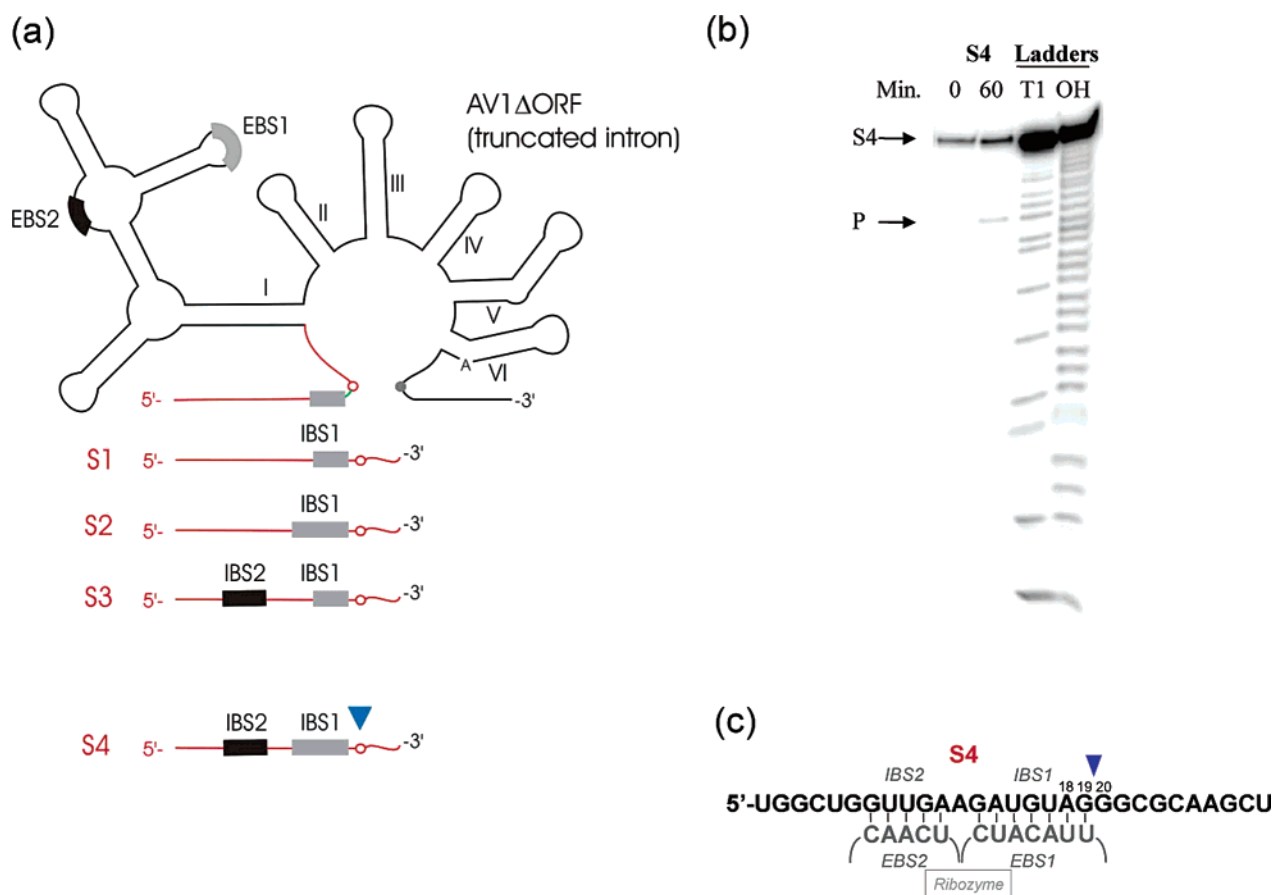 (a)
AV1ΔORF
(truncated intron)
EBS1
EBS2
I
II
III
IV
V
VI
A
5'-
-3'
IBS1
S1 5'- -3'
IBS1
S2 5'- -3'
IBS2 IBS1
S3 5'- -3'
IBS2 IBS1
S4 5'- -3'
(b)
S4 Ladders
Min. 0 60 T1 OH
S4
P
(c)
S4
IBS2 IBS1
18 19 20
5'-UGGCUGGUUGAAGAUGUAGGGCGCAAGCU
CAACU CUACAUU
EBS2 EBS1
Ribozyme